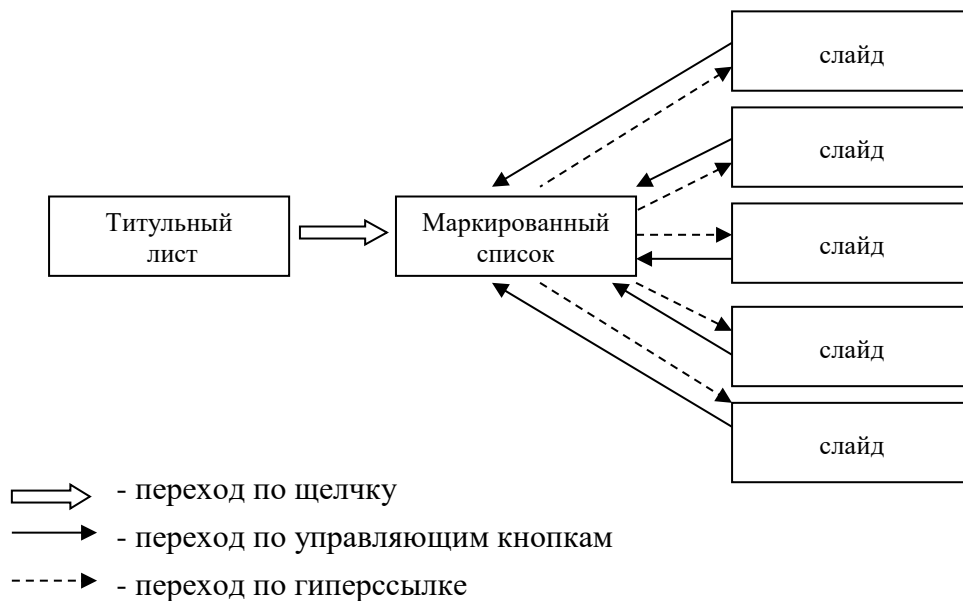 слайд
слайд
Титульный
лист
Маркированный
список
слайд
слайд
слайд
- переход по щелчку
- переход по управляющим кнопкам
- переход по гиперссылке